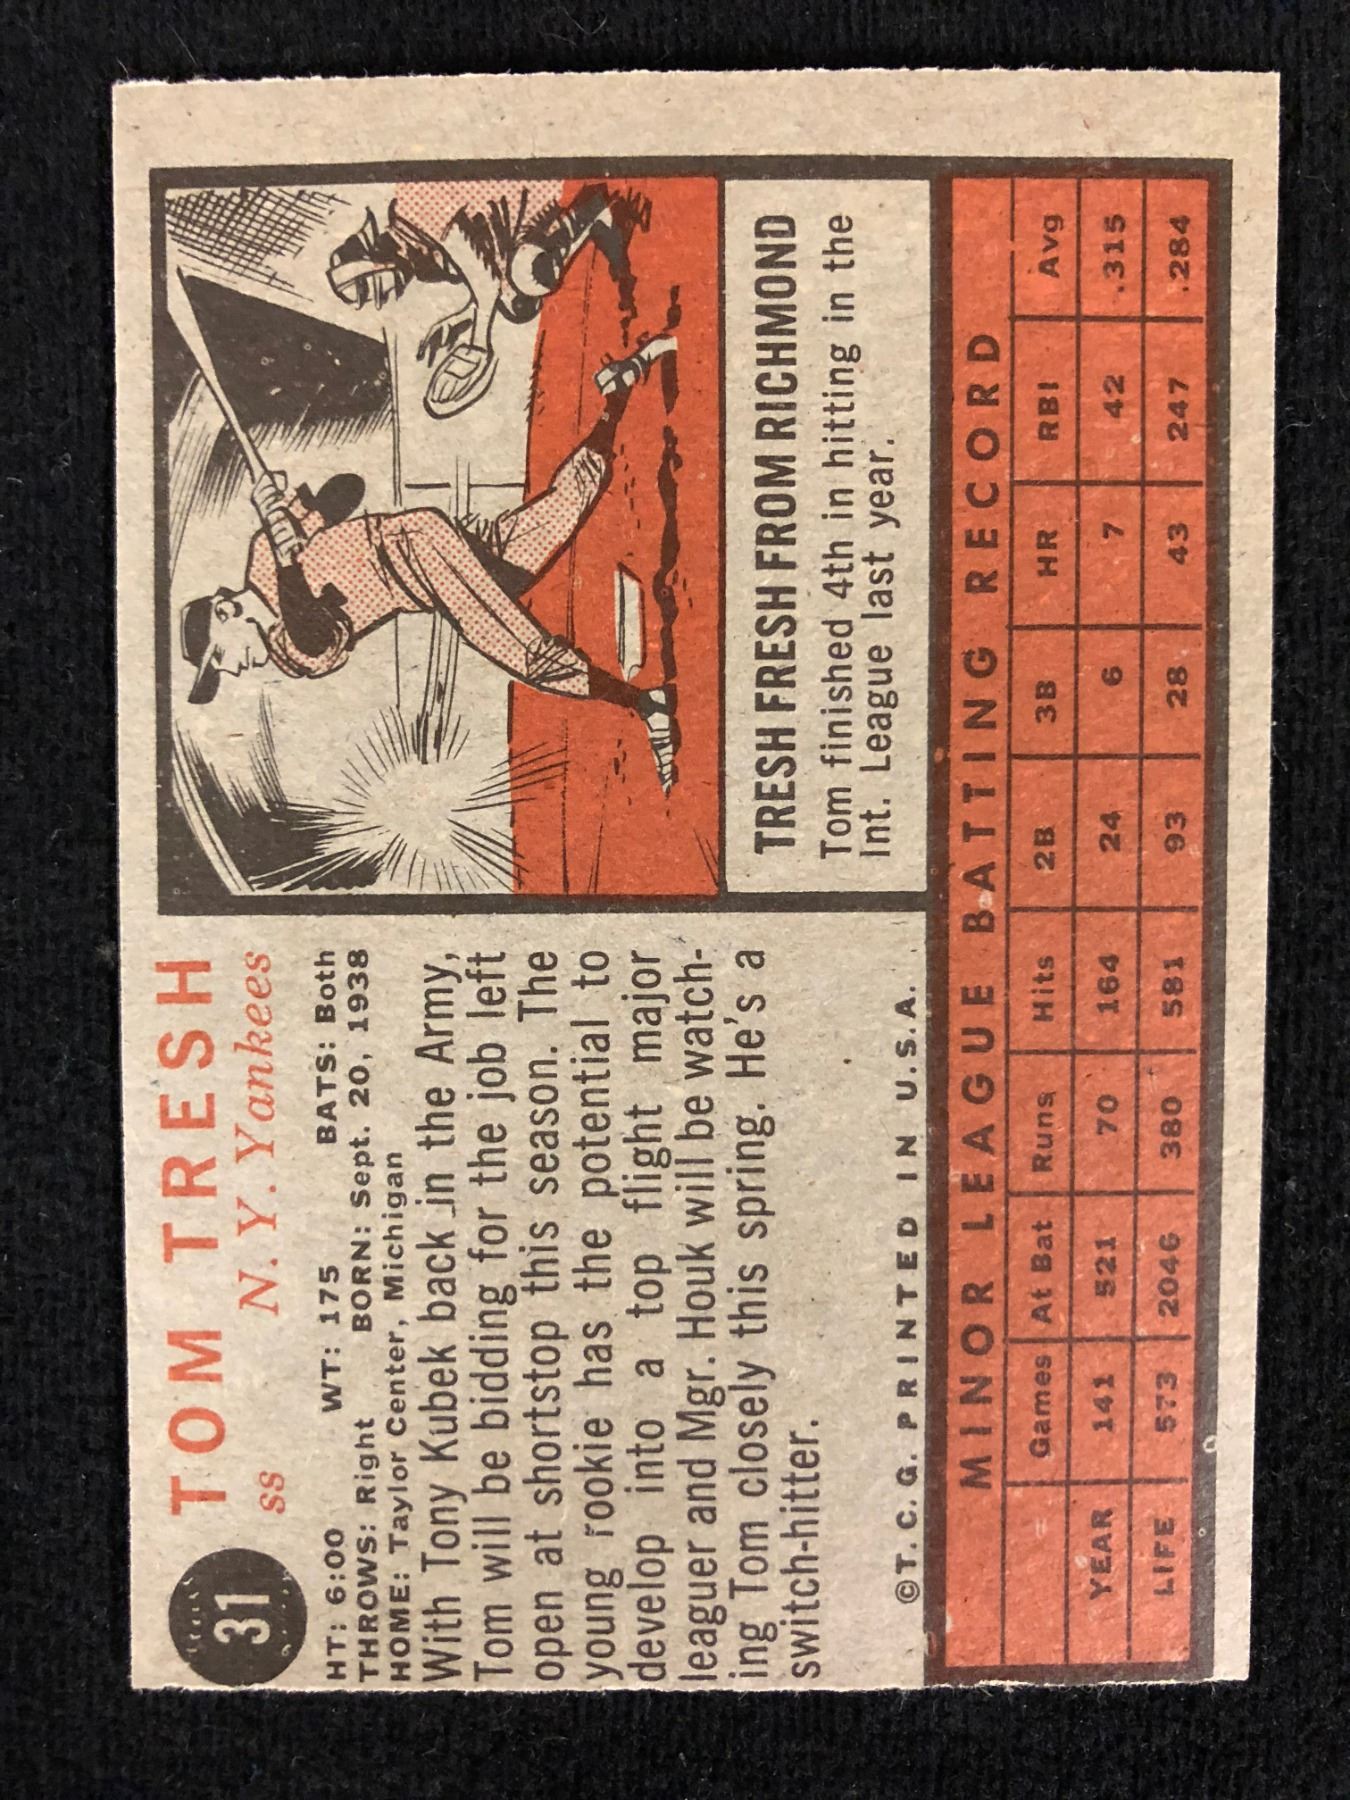 31
TOM TRESH
ss N. Y. Yankees
HT: 6:00 WT: 175 BATS: Both
THROWS: Right BORN: Sept. 20, 1938
HOME: Taylor Center, Michigan
With Tony Kubek back in the Army,
Tom will be bidding for the job left
open at shortstop this season. The
young rookie has the potential to
develop into a top flight major
leaguer and Mgr. Houk will be watch-
ing Tom closely this spring. He's a
switch-hitter.
©T. C. G. PRINTED IN U.S.A.
TRESH FRESH FROM RICHMOND
Tom finished 4th in hitting in the
Int. League last year.
MINOR LEAGUE BATTING RECORD
Games At Bat Runs Hits 2B 3B HR RBI Avg
YEAR 141 521 70 164 24 6 7 42 .315
LIFE 573 2046 380 581 93 28 43 247 .284